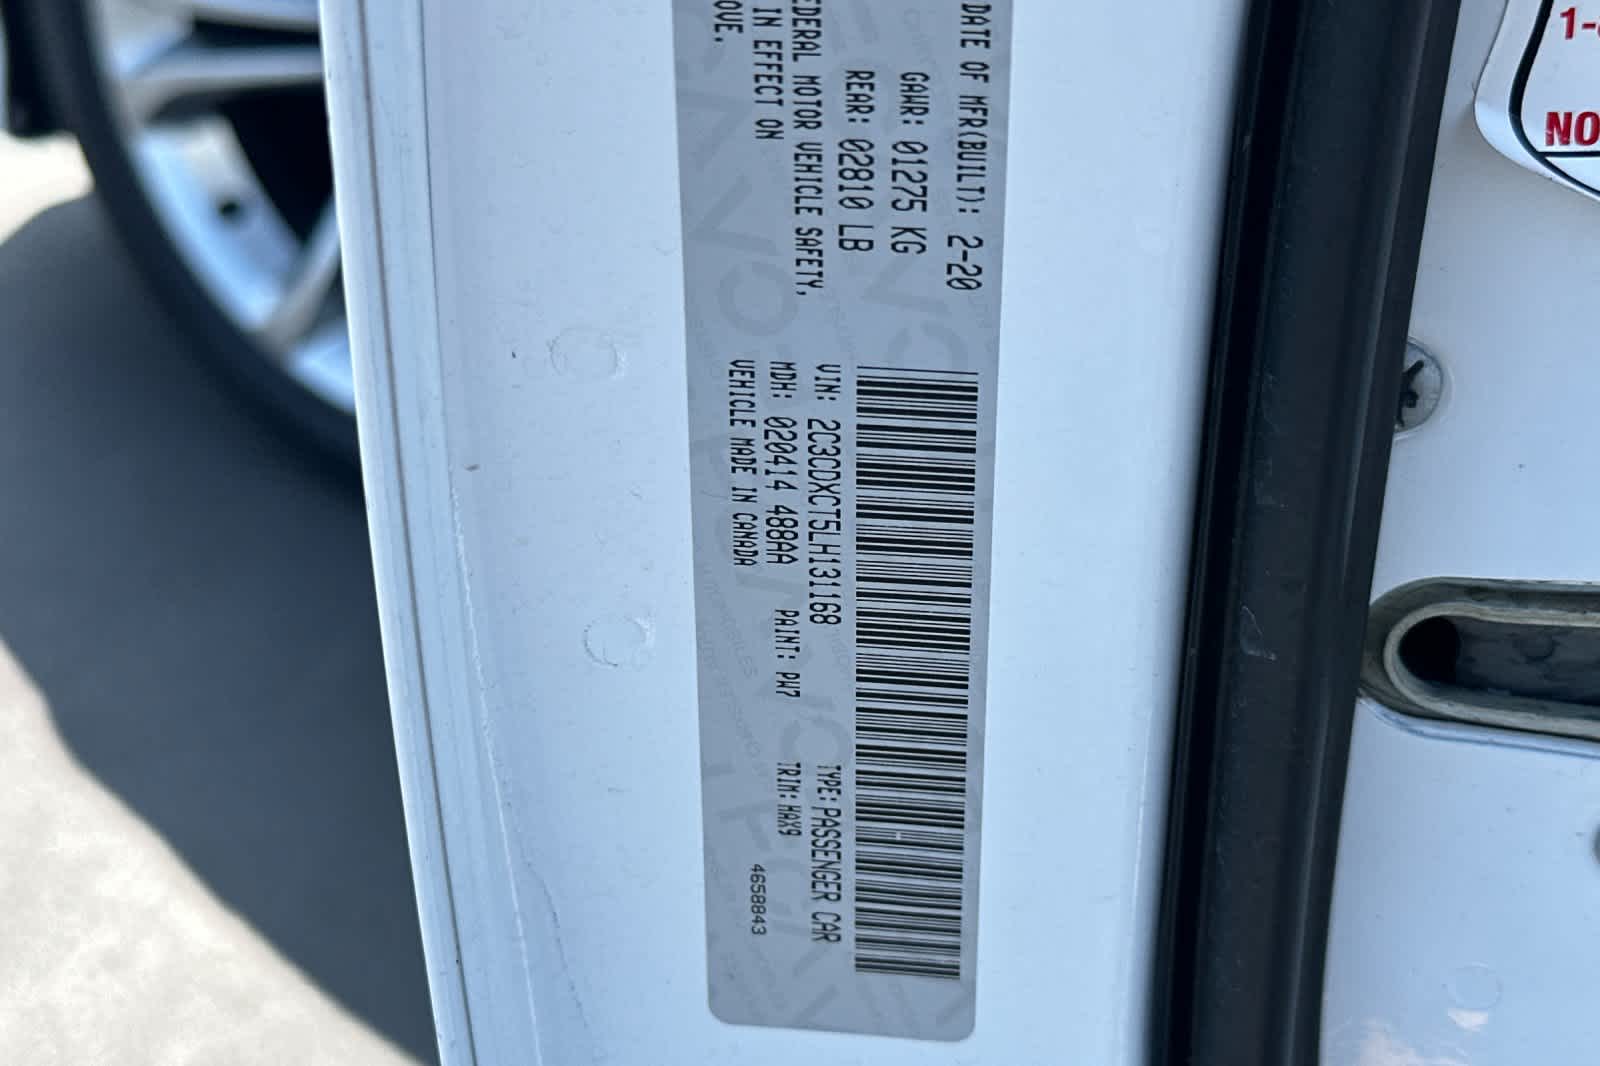 DATE OF MFR(BUILT): 2-20
GAWR: 01275 KG
REAR: 02810 LB
EDERAL MOTOR VEHICLE SAFETY,
IN EFFECT ON
OVE.
VIN: 2C3CDXCT5LH131168
TYPE: PASSENGER CAR
MDH: 020414 488AA
PAINT: PW7
TRIM: HAX9
VEHICLE MADE IN CANADA
4658843
1-
NO